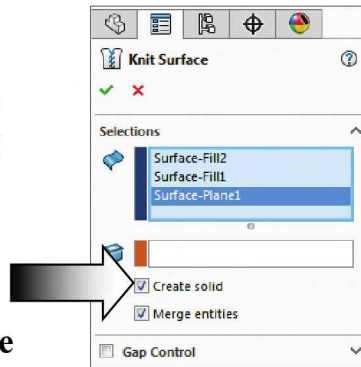 Knit Surface
Selections
Surface-Fill2
Surface-Fill1
Surface-Plane1
Create solid
Merge entities
Gap Control